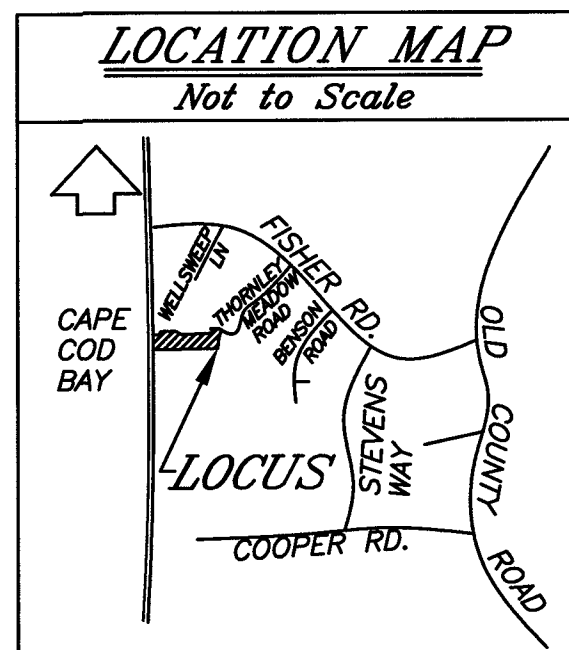 LOCATION MAP
Not to Scale
FISHER RD.
WELLSWEEP
LN
THORNLEY
MEADOW
ROAD
BENSON
ROAD
OLD
COUNTY
ROAD
CAPE
COD
BAY
STEVENS
WAY
LOCUS
COOPER RD.